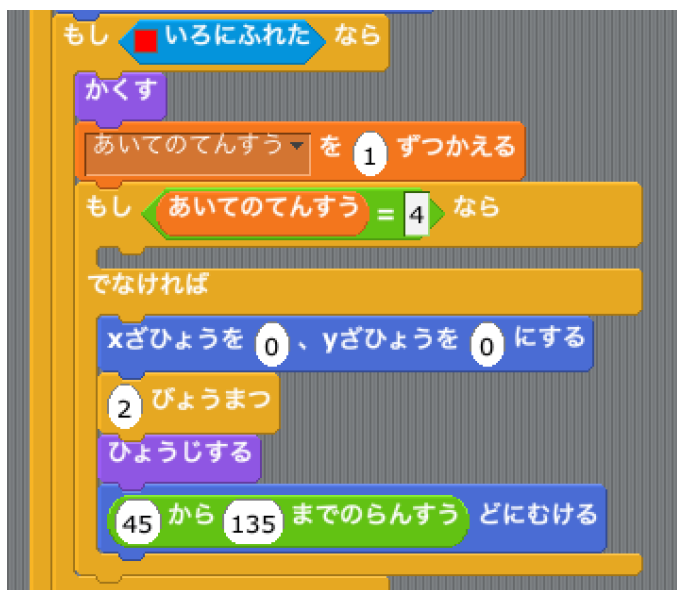 もし いろにふれた なら
かくす
あいてのてんすう を 1 ずつかえる
もし あいてのてんすう = 4 なら
でなければ
xざひょうを 0 、yざひょうを 0 にする
2 びょうまつ
ひょうじする
45 から 135 までのらんすう どにむける